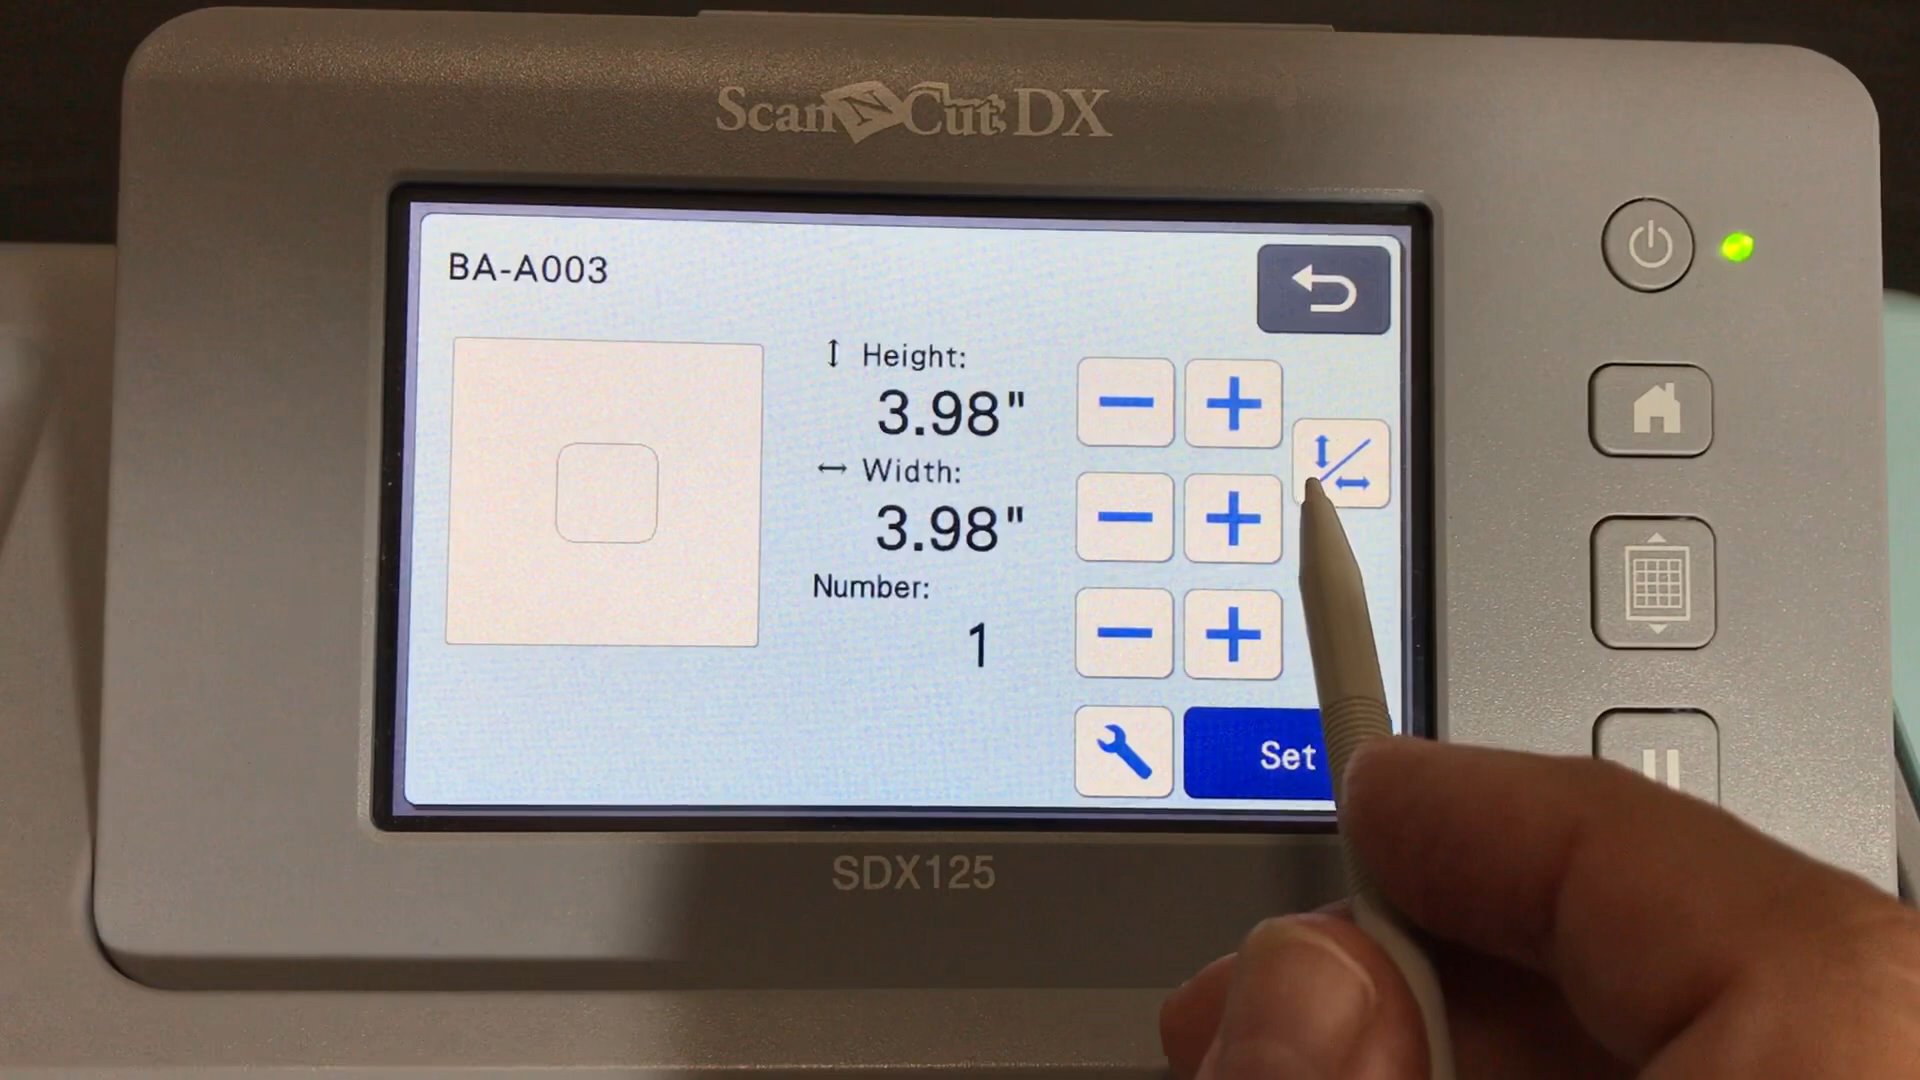 ScanNCut DX
BA-A003
Height:
3.98"
Width:
3.98"
Number:
1
Set
SDX125